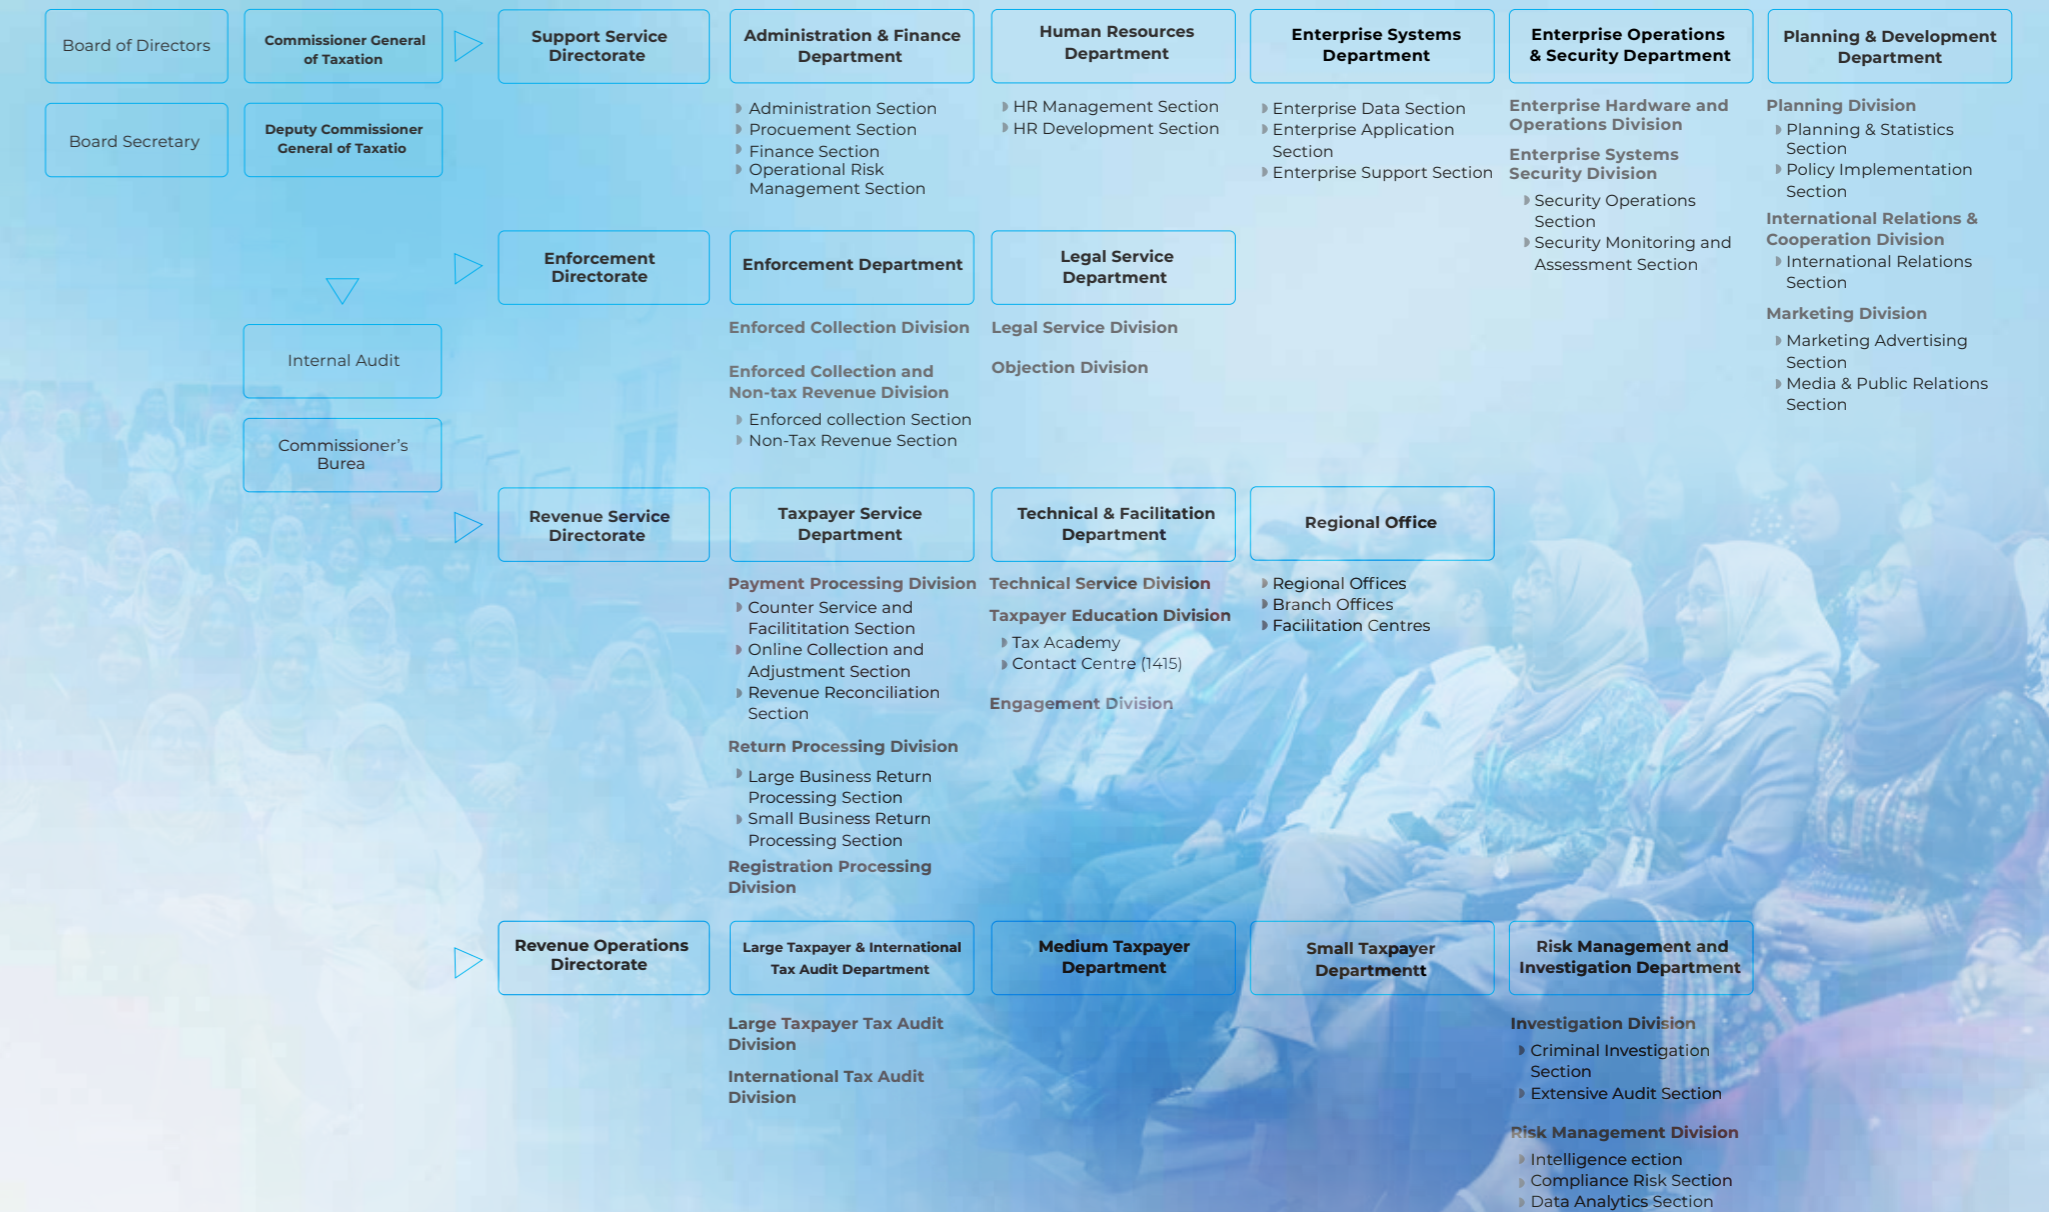 Board of Directors
Board Secretary
Commissioner General
of Taxation
Deputy Commissioner
General of Taxatio
Internal Audit
Commissioner's
Burea
Support Service
Directorate
Administration & Finance
Department
Administration Section
Procuement Section
Finance Section
Operational Risk
Management Section
Human Resources
Department
HR Management Section
HR Development Section
Enterprise Systems
Department
Enterprise Data Section
Enterprise Application
Section
Enterprise Support Section
Enterprise Operations
& Security Department
Enterprise Hardware and
Operations Division
Enterprise Systems
Security Division
Security Operations
Section
Security Monitoring and
Assessment Section
Planning & Development
Department
Planning Division
Planning & Statistics
Section
Policy Implementation
Section
International Relations &
Cooperation Division
International Relations
Section
Marketing Division
Marketing Advertising
Section
Media & Public Relations
Section
Enforcement
Directorate
Enforcement Department
Enforced Collection Division
Enforced Collection and
Non-tax Revenue Division
Enforced collection Section
Non-Tax Revenue Section
Legal Service
Department
Legal Service Division
Objection Division
Revenue Service
Directorate
Taxpayer Service
Department
Payment Processing Division
Counter Service and
Facilititation Section
Online Collection and
Adjustment Section
Revenue Reconciliation
Section
Return Processing Division
Large Business Return
Processing Section
Small Business Return
Processing Section
Registration Processing
Division
Technical & Facilitation
Department
Technical Service Division
Taxpayer Education Division
Tax Academy
Contact Centre (1415)
Engagement Division
Regional Office
Regional Offices
Branch Offices
Facilitation Centres
Revenue Operations
Directorate
Large Taxpayer & International
Tax Audit Department
Large Taxpayer Tax Audit
Division
International Tax Audit
Division
Medium Taxpayer
Department
Small Taxpayer
Departmentt
Risk Management and
Investigation Department
Investigation Division
Criminal Investigation
Section
Extensive Audit Section
Risk Management Division
Intelligence ection
Compliance Risk Section
Data Analytics Section